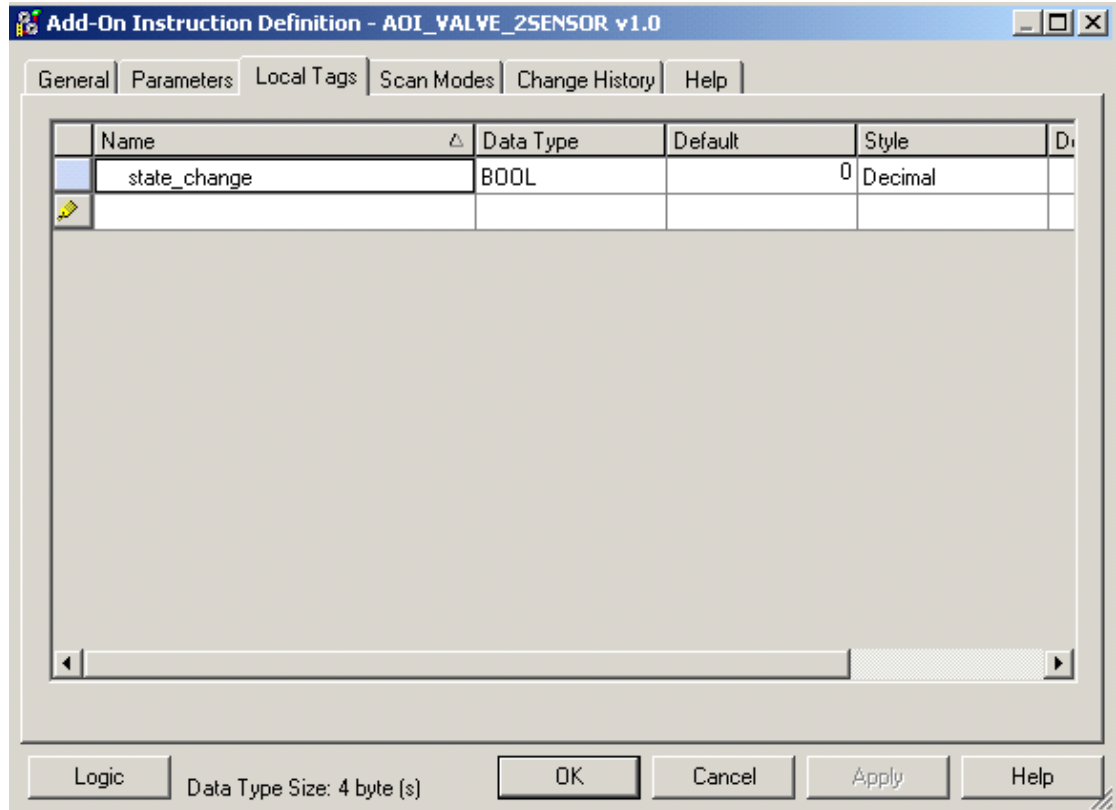 Add-On Instruction Definition - AOI_VALVE_2SENSOR v1.0
General Parameters Local Tags Scan Modes Change History Help
Name Data Type Default Style
state_change BOOL 0 Decimal
Logic Data Type Size: 4 byte (s) OK Cancel Apply Help